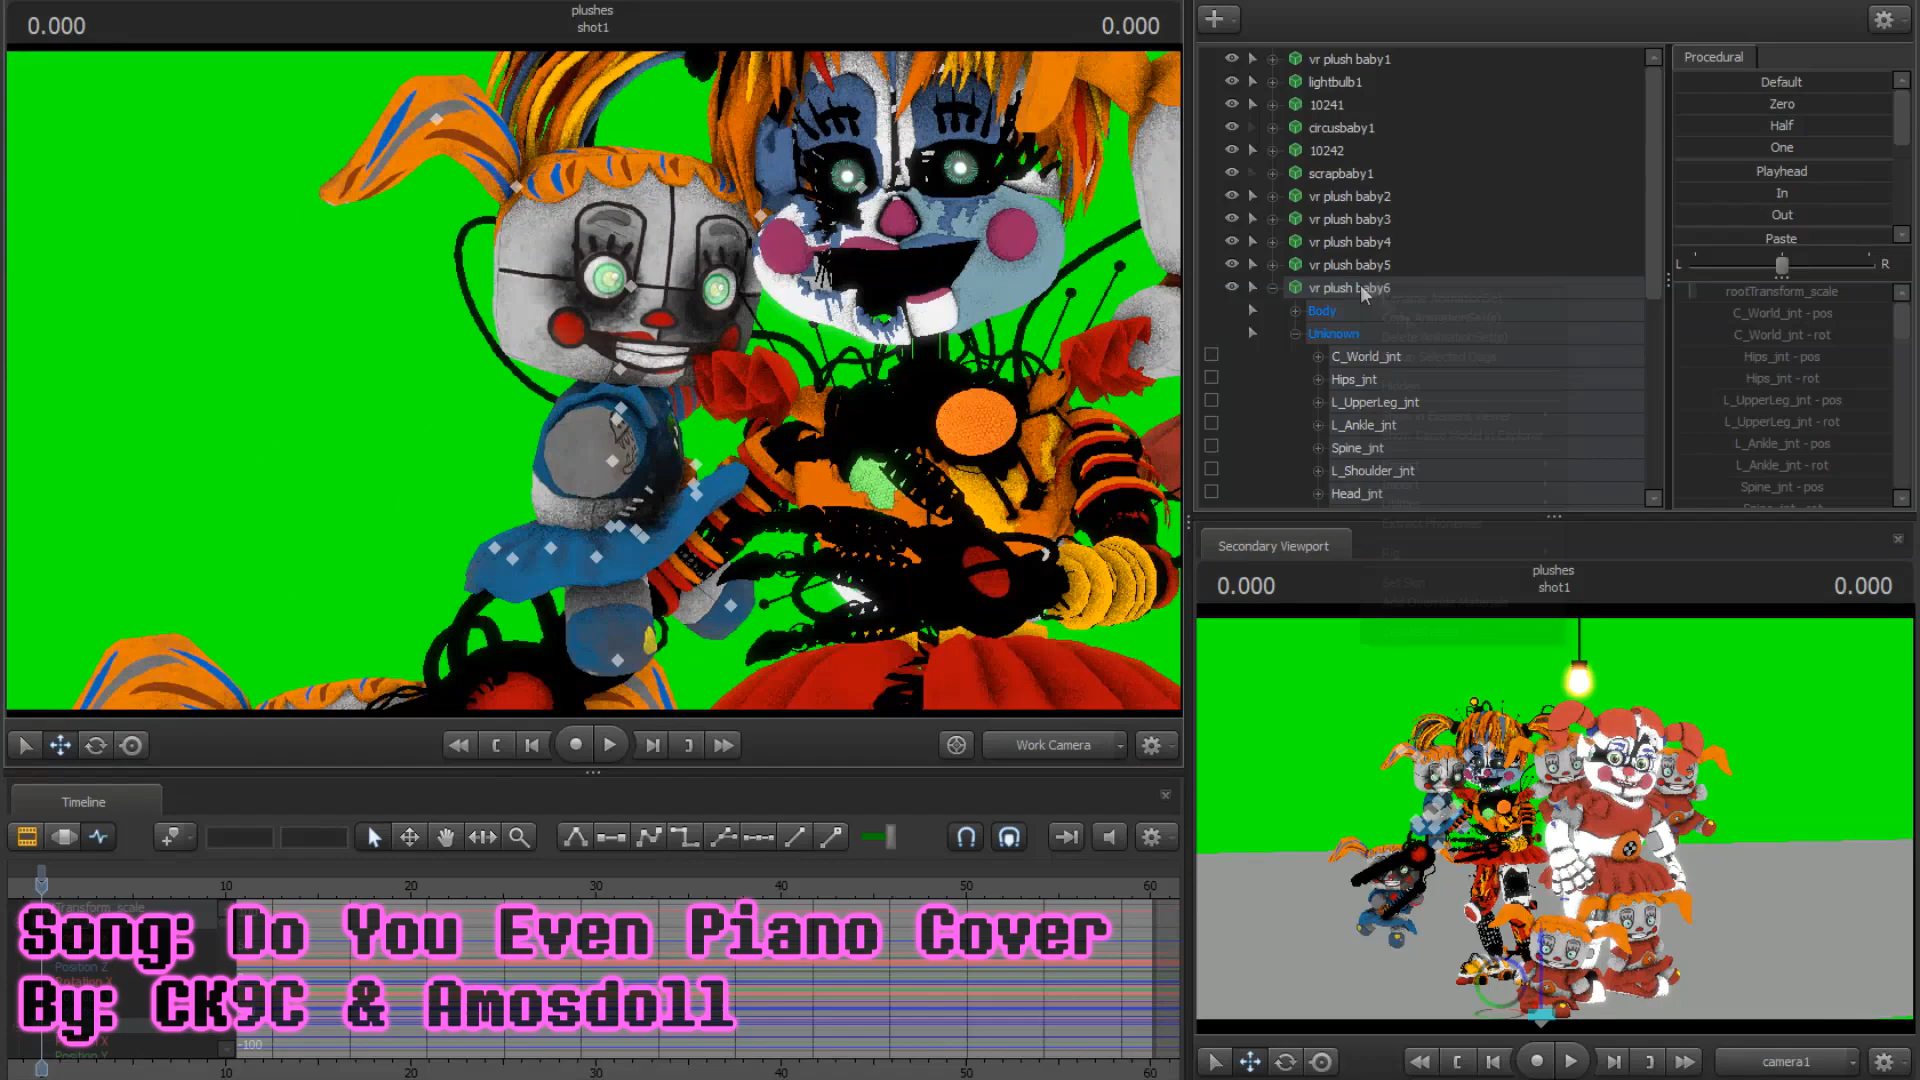 0.000
plushes
shot1
0.000
vr plush baby1
lightbulb1
10241
circusbaby1
10242
scrapbaby1
vr plush baby2
vr plush baby3
vr plush baby4
vr plush baby5
vr plush baby6
Body
Unknown
C_World_jnt
Hips_jnt
L_UpperLeg_jnt
L_Ankle_jnt
Spine_jnt
L_Shoulder_jnt
Head_jnt
Procedural
Default
Zero
Half
One
Playhead
In
Out
Paste
L
R
rootTransform_scale
C_World_jnt - pos
C_World_jnt - rot
Hips_jnt - pos
Hips_jnt - rot
L_UpperLeg_jnt - pos
L_UpperLeg_jnt - rot
L_Ankle_jnt - pos
L_Ankle_jnt - rot
Spine_jnt - pos
Secondary Viewport
0.000
plushes
shot1
0.000
Work Camera
Timeline
10 20 30 40 50 60
Song: Do You Even Piano Cover
Position Z
By: CK9C & Amosdoll
-100
10 20 30 40 50 60
camera1